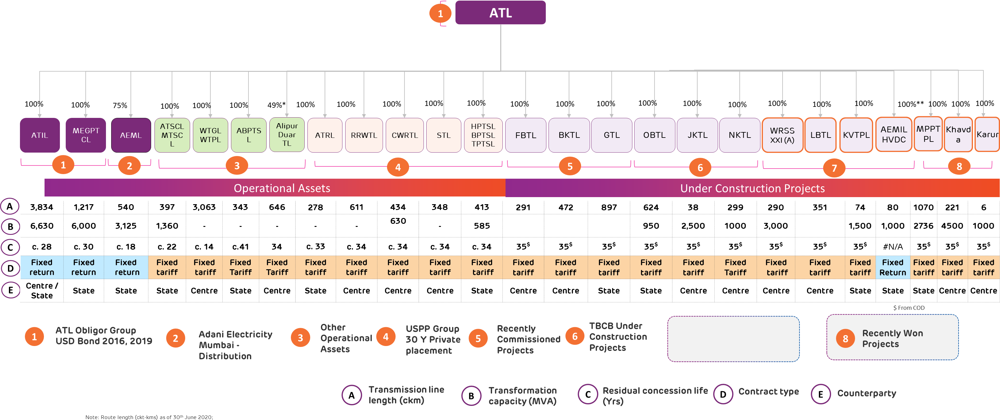 1 ATL
100% 100% 75% 100% 100% 100% 49%* 100% 100% 100% 100% 100% 100% 100% 100% 100% 100% 100% 100% 100% 100% 100%** 100% 100% 100%
ATIL
MEGPT
CL
AEML
ATSCL
MTSC
L
WTGL
WTPL
ABPTS
L
Alipur
Duar
TL
ATRL
RRWTL
CWRTL
STL
HPTSL
BPTSL
TPTSL
FBTL
BKTL
GTL
OBTL
JKTL
NKTL
WRSS
XXI (A)
LBTL
KVTPL
AEMIL
HVDC
MPPT
PL
Khavd
a
Karur
1 2 3 4 5 6 7 8
Operational Assets Under Construction Projects
A 3,834 1,217 540 397 3,063 343 646 278 611 434 348 413 291 472 897 624 38 299 290 351 74 80 1070 221 6
B 6,630 6,000 3,125 1,360 - - - - - 630 - 585 950 2,500 1000 3,000 1,500 1,000 2736 4500 1000
C c. 28 c. 30 c. 18 c. 22 c. 14 c.41 34 c. 33 c. 34 c. 34 c. 34 c. 34 35$ 35$ 35$ 35$ 35$ 35$ 35$ 35$ 35$ #N/A 35$ 35$ 35$
D Fixed Fixed Fixed Fixed Fixed Fixed Fixed Fixed Fixed Fixed Fixed Fixed Fixed Fixed Fixed Fixed Fixed Fixed Fixed Fixed Fixed Fixed Fixed Fixed Fixed
return return return tariff tariff Tariff Tariff tariff tariff tariff tariff tariff tariff tariff tariff tariff tariff Tariff tariff tariff tariff Return tariff tariff tariff
E Centre / State State State Centre State Centre State Centre Centre Centre State Centre Centre State State Centre Centre Centre Centre State State State Centre Centre
State
$ From COD
1 ATL Obligor Group
USD Bond 2016, 2019
2 Adani Electricity
Mumbai -
Distribution
3 Other
Operational
Assets
4 USPP Group
30 Y Private
placement
5 Recently
Commissioned
Projects
6 TBCB Under
Construction
Projects
8 Recently Won
Projects
A Transmission line
length (ckm)
B Transformation
capacity (MVA)
C Residual concession life
(Yrs)
D Contract type
E Counterparty
Note: Route length (ckt-kms) as of 30th June 2020;